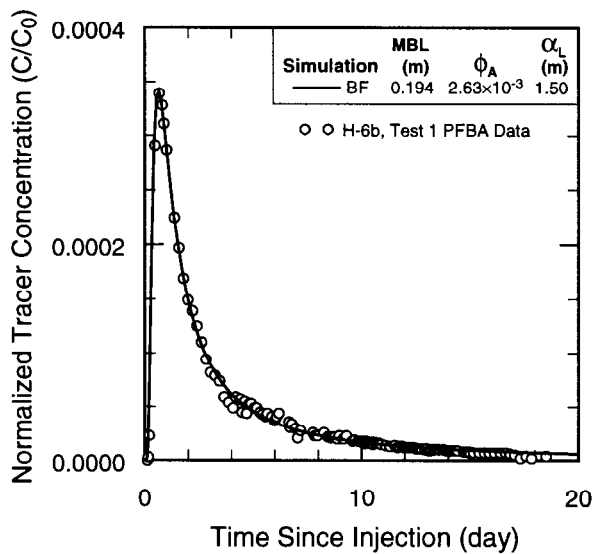 Normalized Tracer Concentration (C/C₀)
0.0004
0.0002
0.0000
MBL αL
Simulation (m) ϕA (m)
BF 0.194 2.63×10⁻³ 1.50
H-6b, Test 1 PFBA Data
0 10 20
Time Since Injection (day)